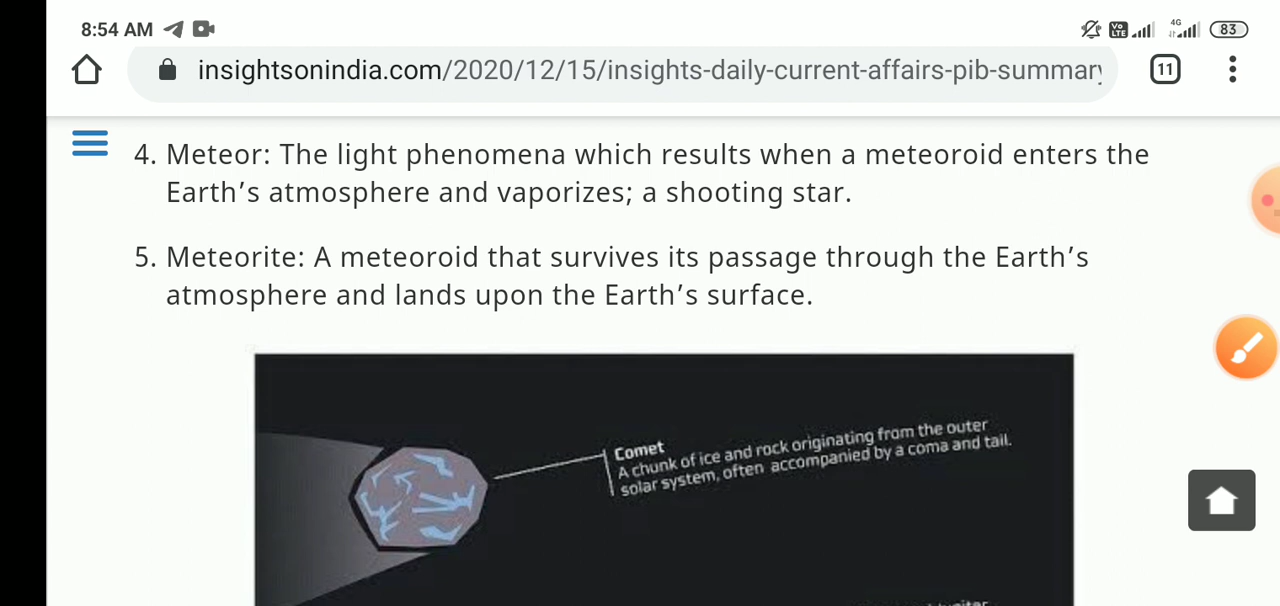 8:54 AM
Vo LTE
4G
83
insightsonindia.com/2020/12/15/insights-daily-current-affairs-pib-summary
11
4. Meteor: The light phenomena which results when a meteoroid enters the
Earth’s atmosphere and vaporizes; a shooting star.
5. Meteorite: A meteoroid that survives its passage through the Earth’s
atmosphere and lands upon the Earth’s surface.
Comet
A chunk of ice and rock originating from the outer
solar system, often accompanied by a coma and tail.